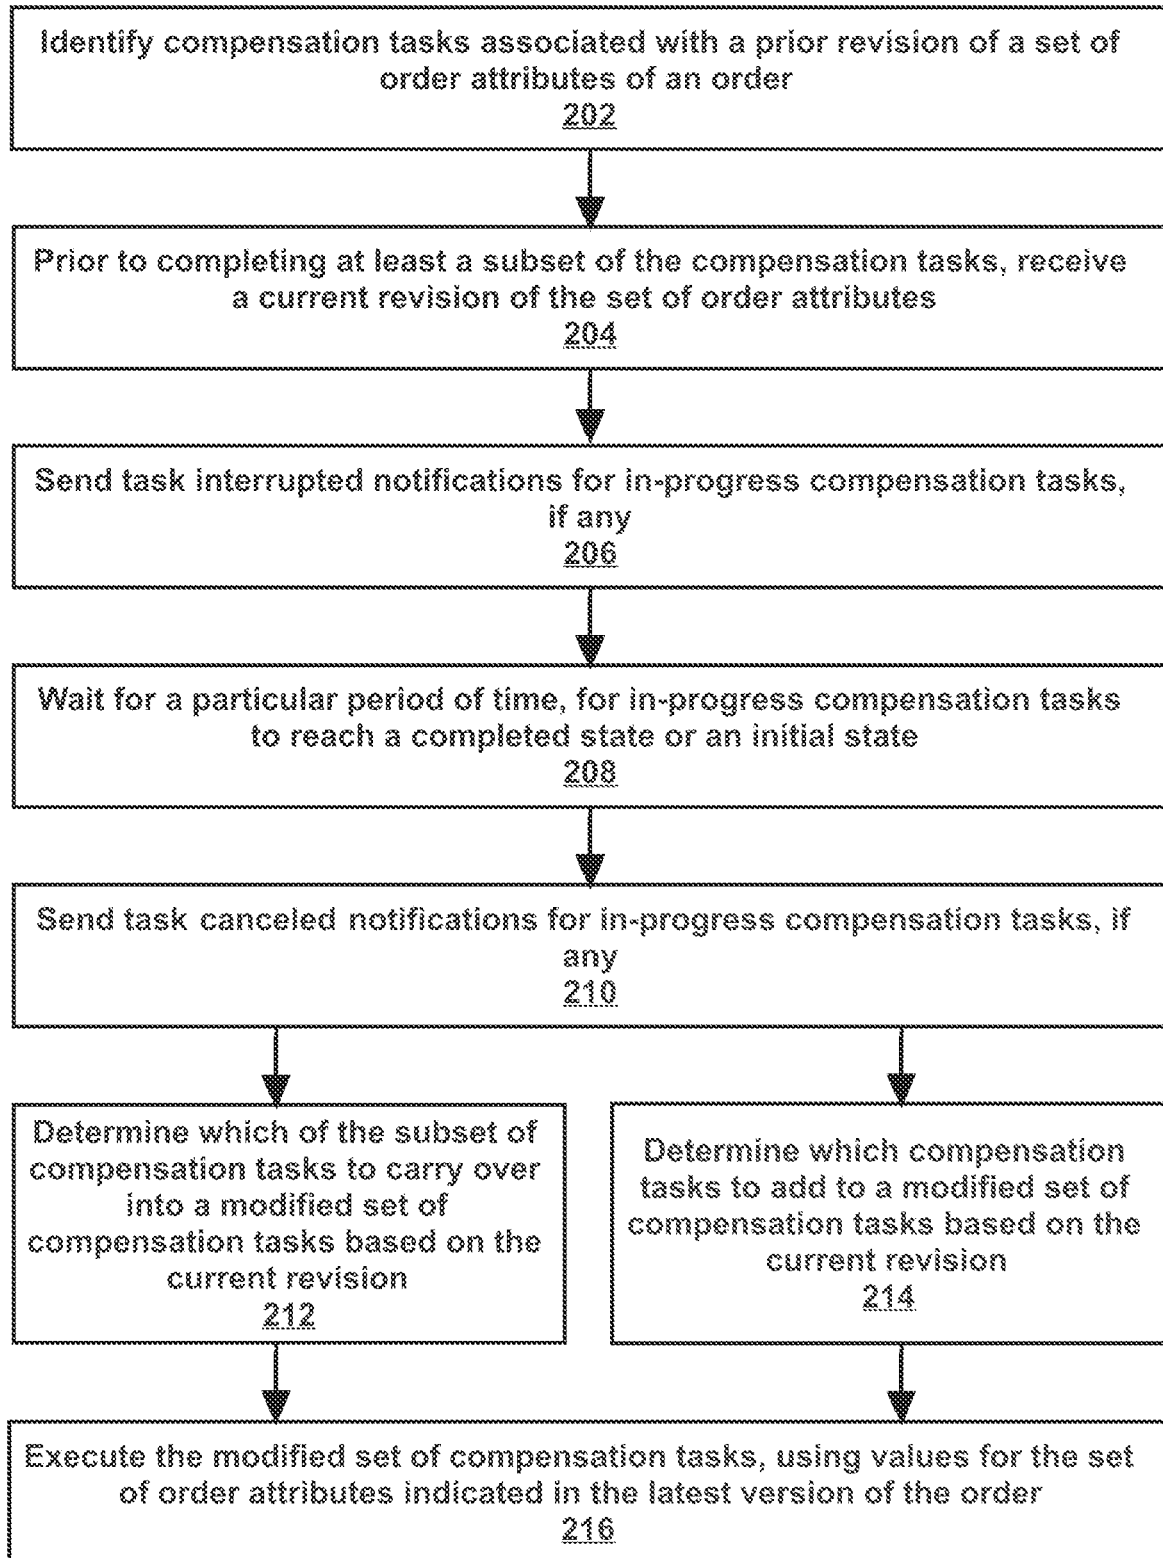 Identify compensation tasks associated with a prior revision of a set of
order attributes of an order
202
Prior to completing at least a subset of the compensation tasks, receive
a current revision of the set of order attributes
204
Send task interrupted notifications for in-progress compensation tasks,
if any
206
Wait for a particular period of time, for in-progress compensation tasks
to reach a completed state or an initial state
208
Send task canceled notifications for in-progress compensation tasks, if
any
210
Determine which of the subset of
compensation tasks to carry over
into a modified set of
compensation tasks based on the
current revision
212
Determine which compensation
tasks to add to a modified set of
compensation tasks based on the
current revision
214
Execute the modified set of compensation tasks, using values for the set
of order attributes indicated in the latest version of the order
216